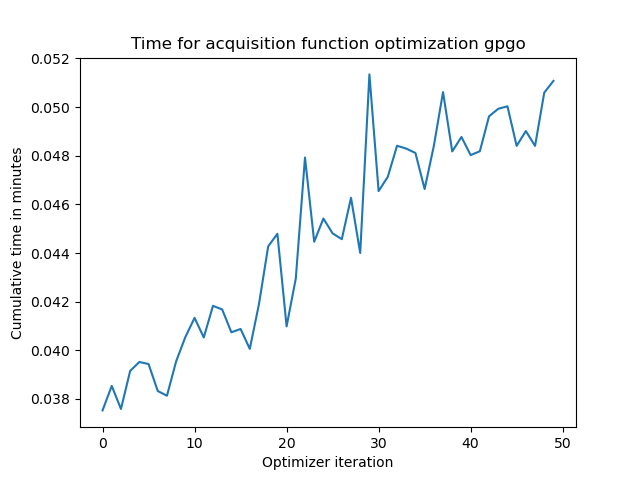 Time for acquisition function optimization gpgo
Cumulative time in minutes
0.052
0.050
0.048
0.046
0.044
0.042
0.040
0.038
0 10 20 30 40 50
Optimizer iteration